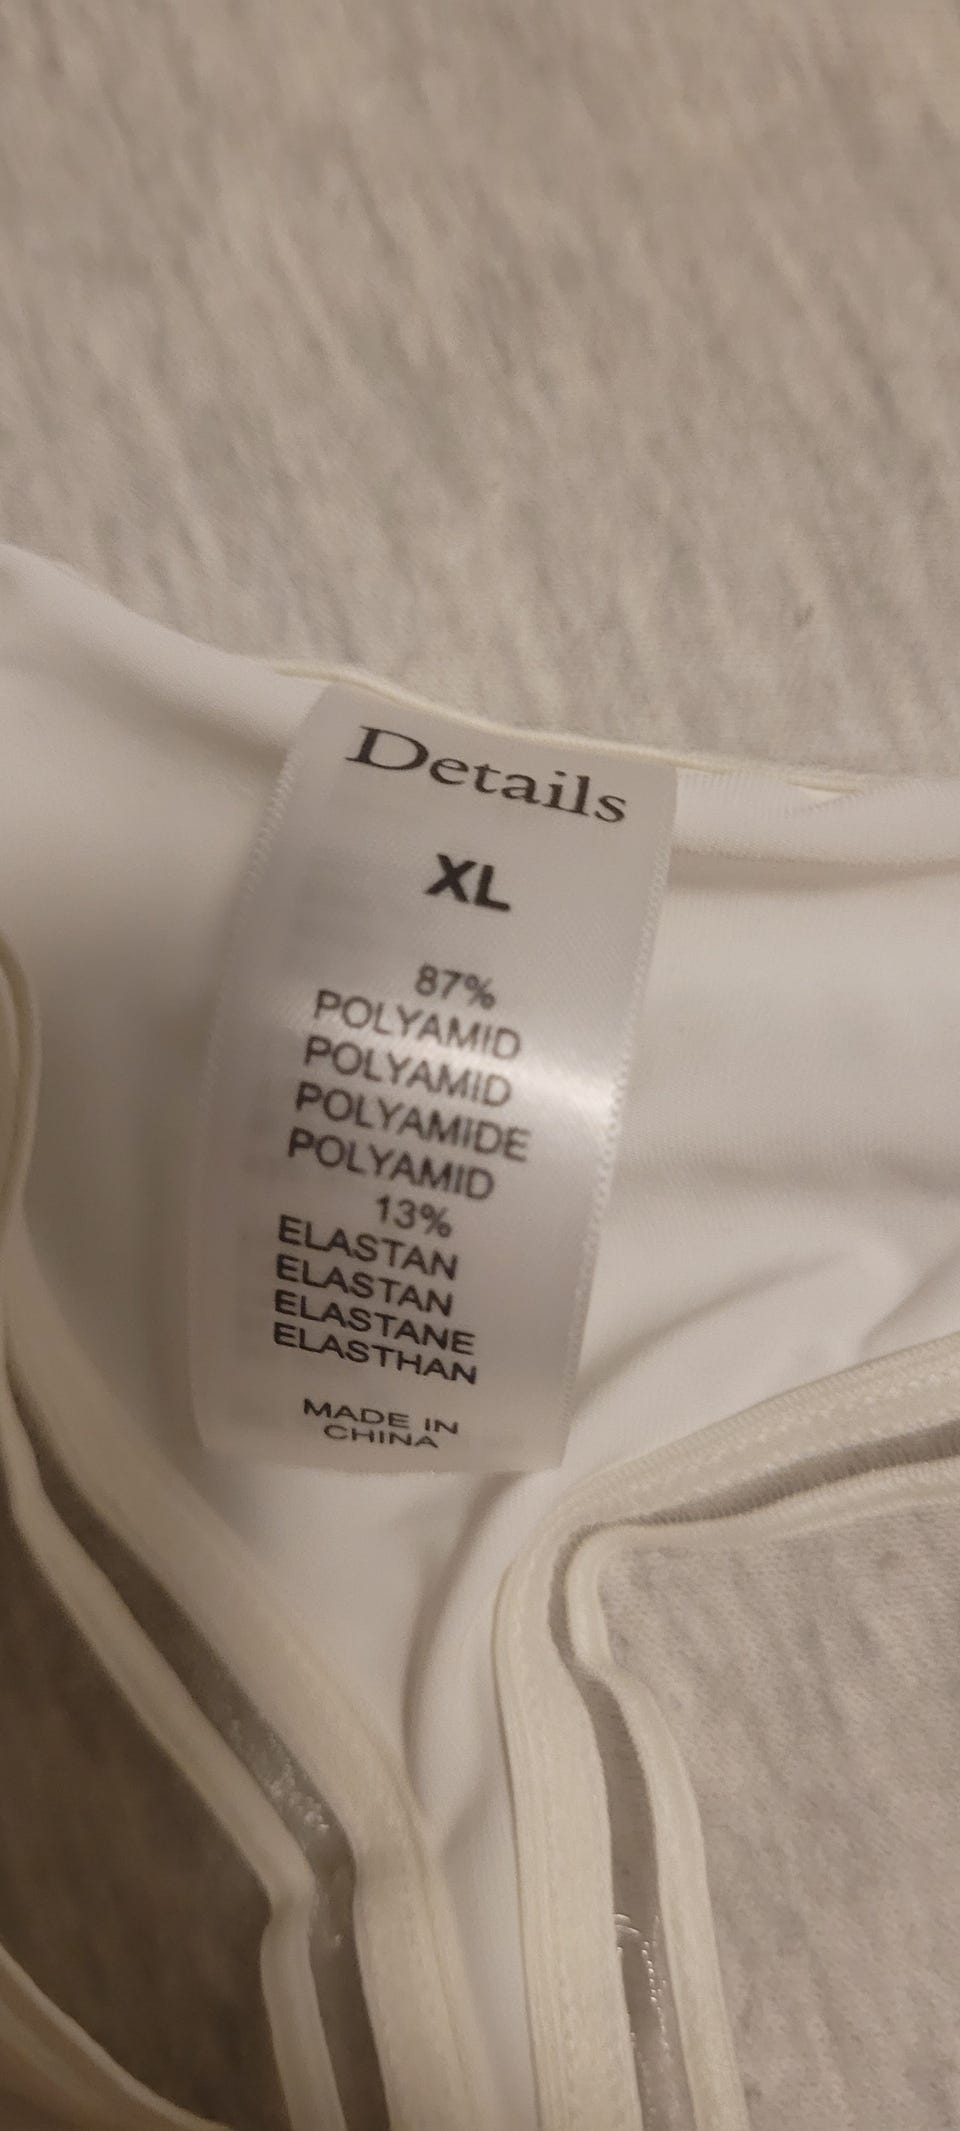 Details
XL
87%
POLYAMID
POLYAMID
POLYAMIDE
POLYAMID
13%
ELASTAN
ELASTAN
ELASTANE
ELASTHAN
MADE IN
CHINA